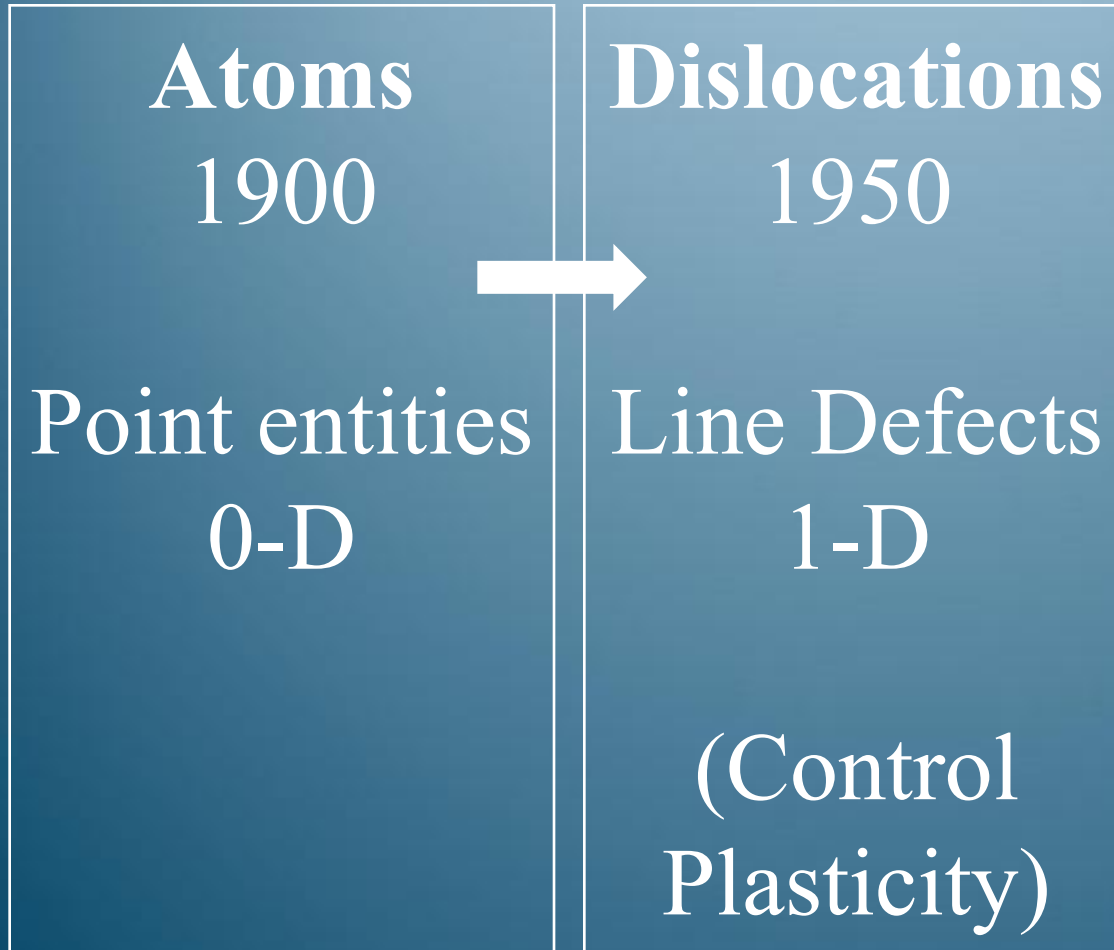 Atoms
1900
Point entities
0-D
Dislocations
1950
Line Defects
1-D
(Control
Plasticity)